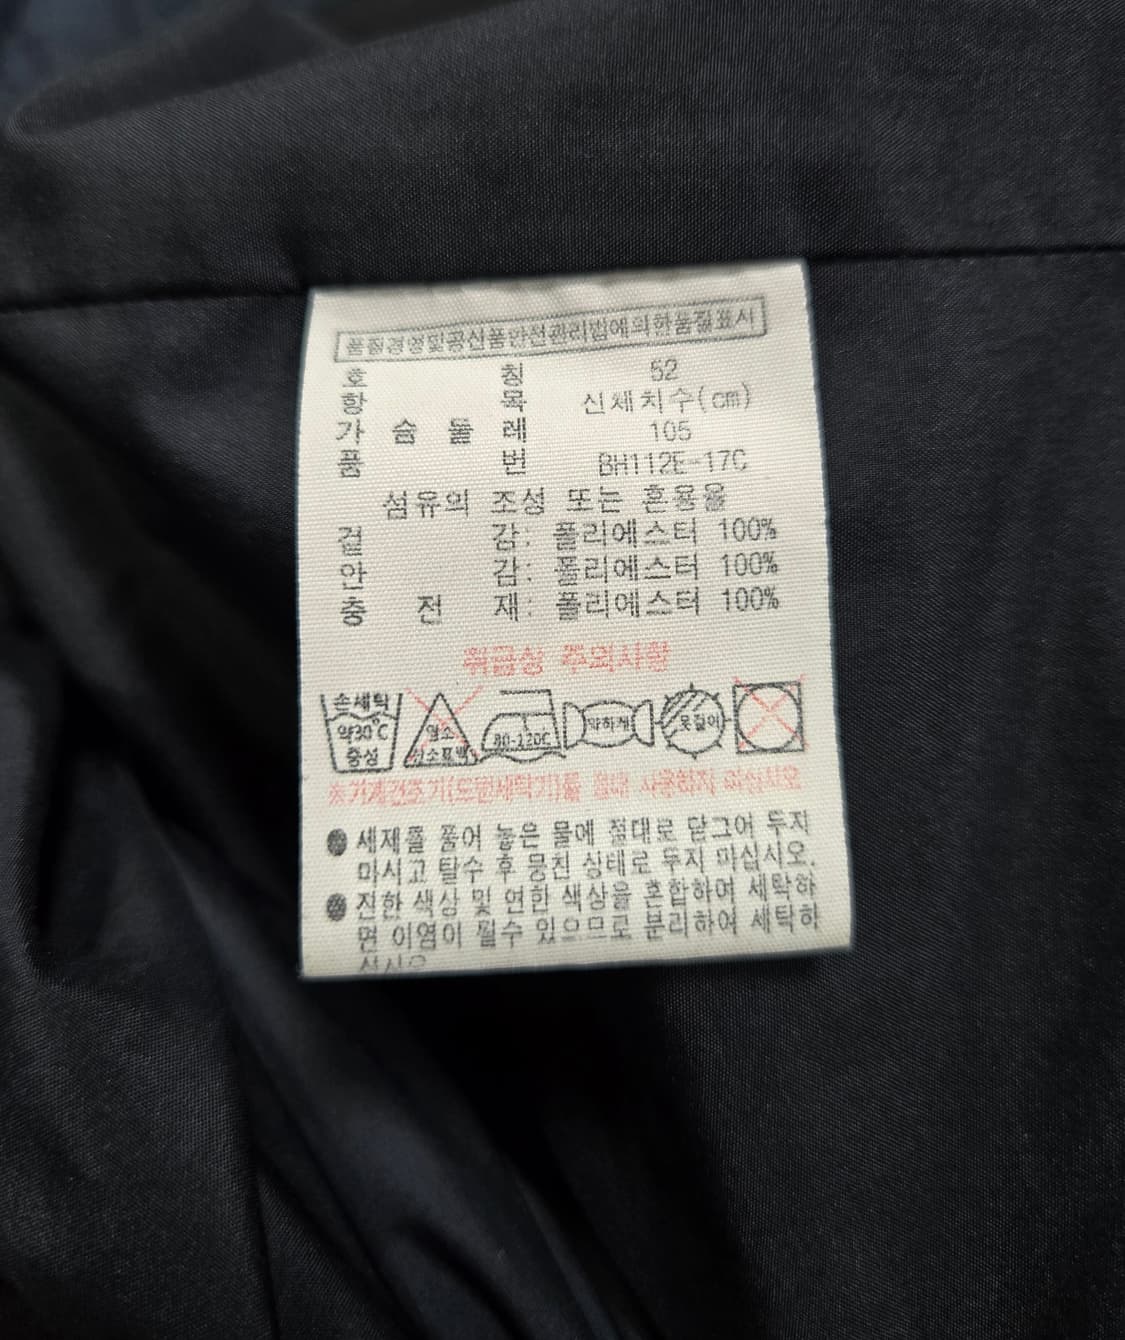 품질경영및공산품안전관리법에의한품질표시
호 칭 52
항 목 신체치수(cm)
가 슴 둘 레 105
품 번 BH112E-17C
섬유의 조성 또는 혼용율
겉 감: 폴리에스터 100%
안 감: 폴리에스터 100%
충 전 재: 폴리에스터 100%
취급상 주의사항
손세탁
약30℃
중성
염소
산소표백
80-120C
약하게
옷걸이
※기계건조기(드럼세탁기)를 절대 사용하지 마십시오
● 세제를 풀어 놓은 물에 절대로 담그어 두지
마시고 탈수 후 뭉친 상태로 두지 마십시오.
● 진한 색상 및 연한 색상을 혼합하여 세탁하
면 이염이 될수 있으므로 분리하여 세탁하
십시오